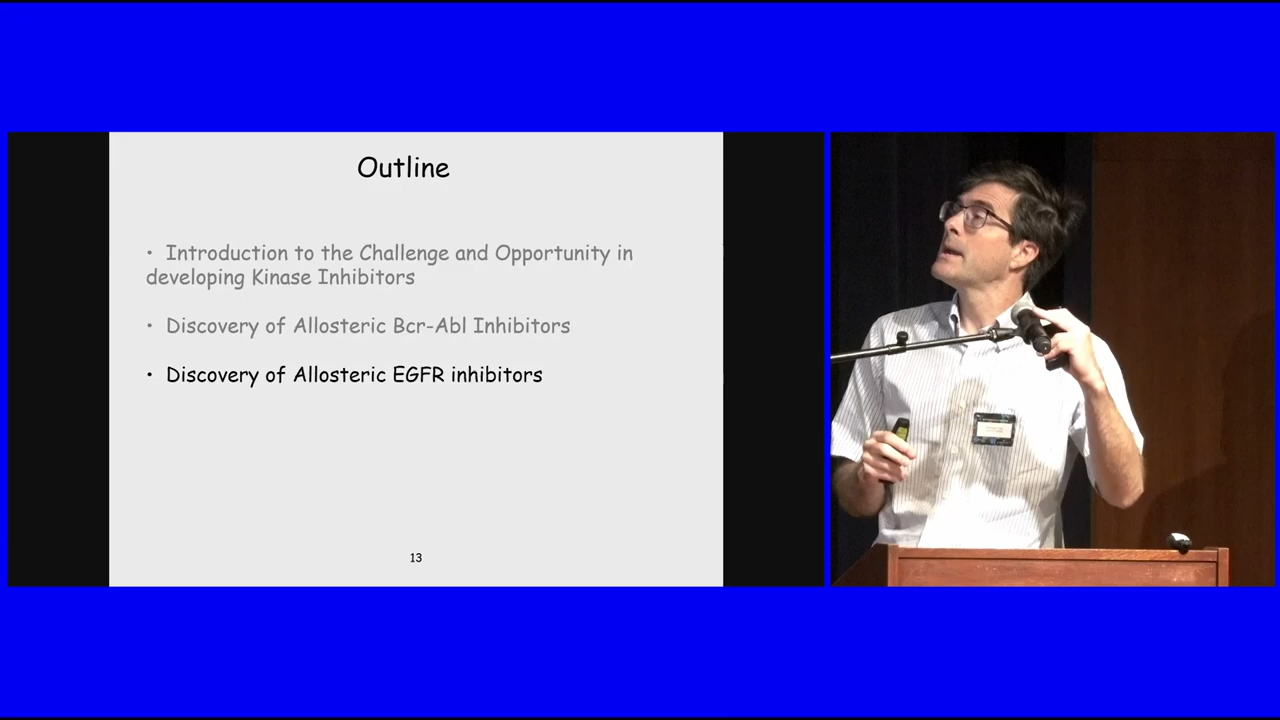 Outline
• Introduction to the Challenge and Opportunity in
developing Kinase Inhibitors
• Discovery of Allosteric Bcr-Abl Inhibitors
• Discovery of Allosteric EGFR inhibitors
13